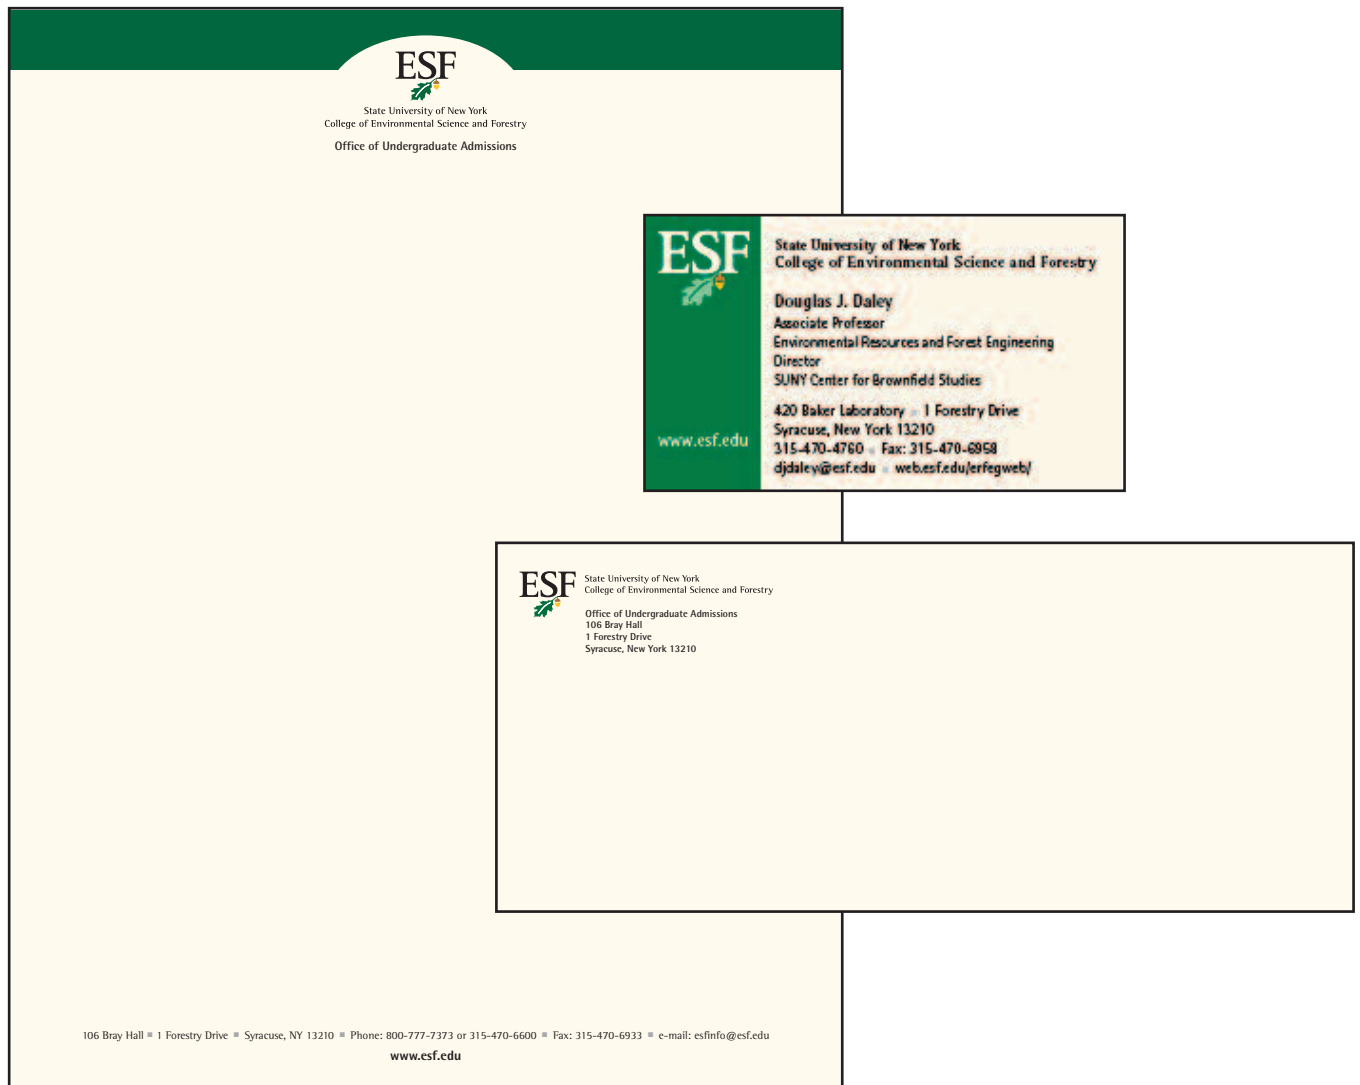 ESF
State University of New York
College of Environmental Science and Forestry
Office of Undergraduate Admissions
ESF
www.esf.edu
State University of New York
College of Environmental Science and Forestry
Douglas J. Daley
Associate Professor
Environmental Resources and Forest Engineering
Director
SUNY Center for Brownfield Studies
420 Baker Laboratory ▪ 1 Forestry Drive
Syracuse, New York 13210
315-470-4760 ▪ Fax: 315-470-6958
djdaley@esf.edu ▪ web.esf.edu/erfegweb/
ESF
State University of New York
College of Environmental Science and Forestry
Office of Undergraduate Admissions
106 Bray Hall
1 Forestry Drive
Syracuse, New York 13210
106 Bray Hall ▪ 1 Forestry Drive ▪ Syracuse, NY 13210 ▪ Phone: 800-777-7373 or 315-470-6600 ▪ Fax: 315-470-6933 ▪ e-mail: esfinfo@esf.edu
www.esf.edu